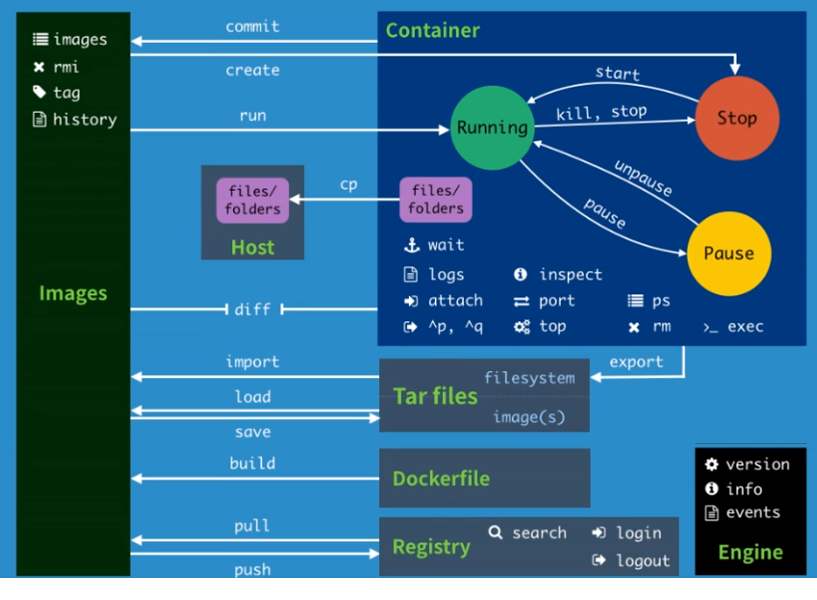 images
rmi
tag
history
Images
commit
create
run
Container
start
kill, stop
Running
Stop
unpause
pause
Pause
cp
files/
folders
Host
files/
folders
wait
logs
inspect
attach
port
ps
^p, ^q
top
rm
>_ exec
diff
import
load
save
export
filesystem
Tar files
image(s)
build
Dockerfile
pull
push
Registry
search
login
logout
version
info
events
Engine